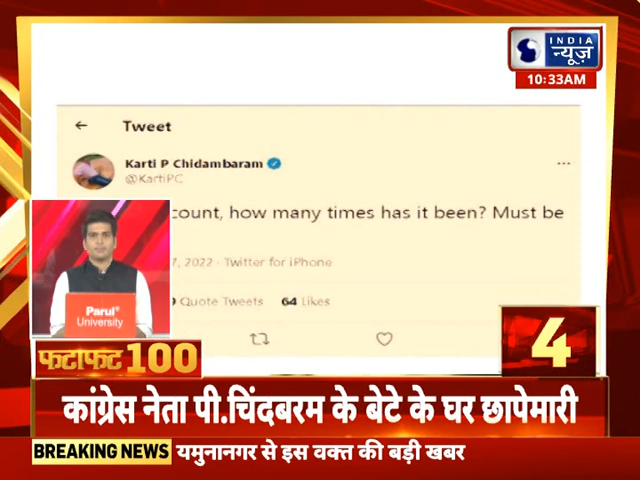 INDIA
न्यूज़
10:33AM
Tweet
Karti P Chidambaram
@KartiPC
count, how many times has it been? Must be
7, 2022 · Twitter for iPhone
Quote Tweets 64 Likes
Parul®
University
फटाफट 100
4
कांग्रेस नेता पी.चिंदबरम के बेटे के घर छापेमारी
BREAKING NEWS यमुनानगर से इस वक्त की बड़ी खबर